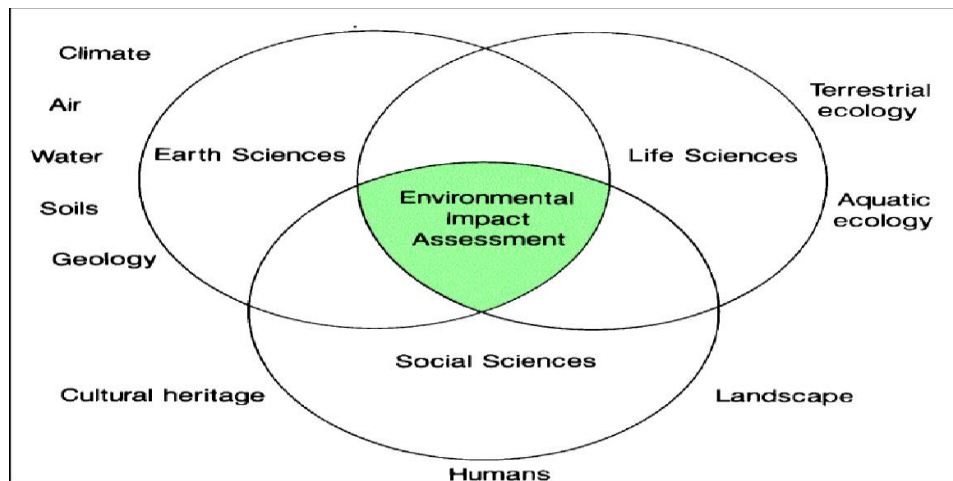 Climate
Air
Water
Soils
Geology
Earth Sciences
Life Sciences
Terrestrial
ecology
Aquatic
ecology
Environmental
Impact
Assessment
Social Sciences
Cultural heritage
Landscape
Humans